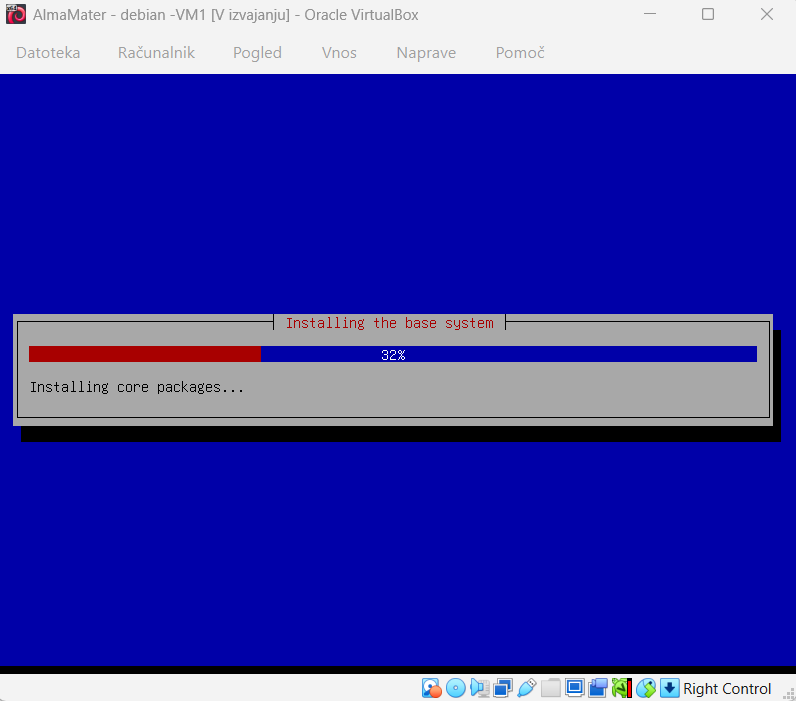 AlmaMater - debian -VM1 [V izvajanju] - Oracle VirtualBox
Datoteka Računalnik Pogled Vnos Naprave Pomoč
Installing the base system
32%
Installing core packages...
Right Control